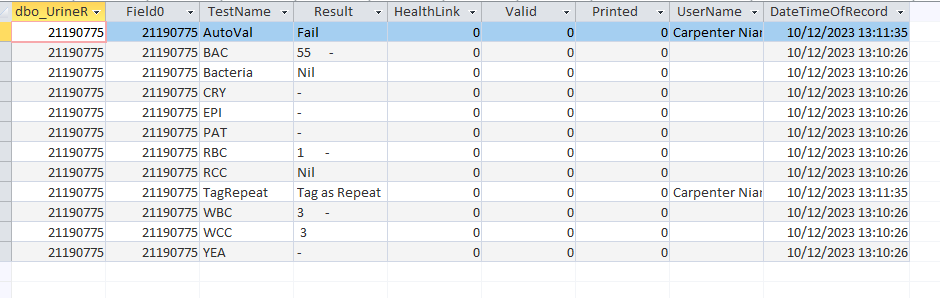 dbo_UrineR Field0 TestName Result HealthLink Valid Printed UserName DateTimeOfRecord
21190775 21190775 AutoVal Fail 0 0 0 Carpenter Niar 10/12/2023 13:11:35
21190775 21190775 BAC 55 - 0 0 0 10/12/2023 13:10:26
21190775 21190775 Bacteria Nil 0 0 0 10/12/2023 13:10:26
21190775 21190775 CRY - 0 0 0 10/12/2023 13:10:26
21190775 21190775 EPI - 0 0 0 10/12/2023 13:10:26
21190775 21190775 PAT - 0 0 0 10/12/2023 13:10:26
21190775 21190775 RBC 1 - 0 0 0 10/12/2023 13:10:26
21190775 21190775 RCC Nil 0 0 0 10/12/2023 13:10:26
21190775 21190775 TagRepeat Tag as Repeat 0 0 0 Carpenter Niar 10/12/2023 13:11:35
21190775 21190775 WBC 3 - 0 0 0 10/12/2023 13:10:26
21190775 21190775 WCC 3 0 0 0 10/12/2023 13:10:26
21190775 21190775 YEA - 0 0 0 10/12/2023 13:10:26